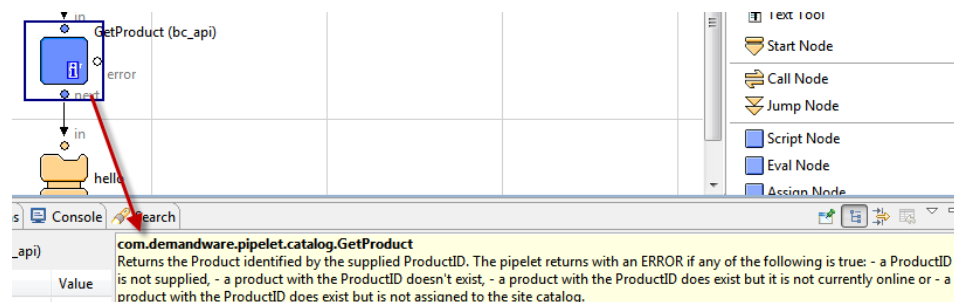 in
GetProduct (bc_api)
error
next
in
hello
Text Tool
Start Node
Call Node
Jump Node
Script Node
Eval Node
Assign Node
s Console Search
_api)
Value
com.demandware.pipelet.catalog.GetProduct
Returns the Product identified by the supplied ProductID. The pipelet returns with an ERROR if any of the following is true: - a ProductID
is not supplied, - a product with the ProductID doesn't exist, - a product with the ProductID does exist but it is not currently online or - a
product with the ProductID does exist but is not assigned to the site catalog.